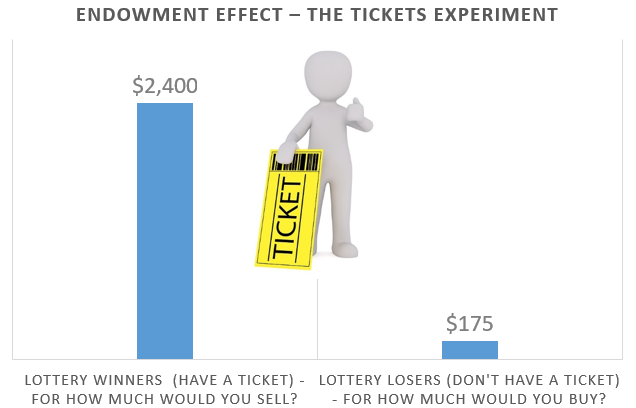 ENDOWMENT EFFECT – THE TICKETS EXPERIMENT
$2,400
TICKET
$175
LOTTERY WINNERS (HAVE A TICKET) -
FOR HOW MUCH WOULD YOU SELL?
LOTTERY LOSERS (DON'T HAVE A TICKET)
- FOR HOW MUCH WOULD YOU BUY?